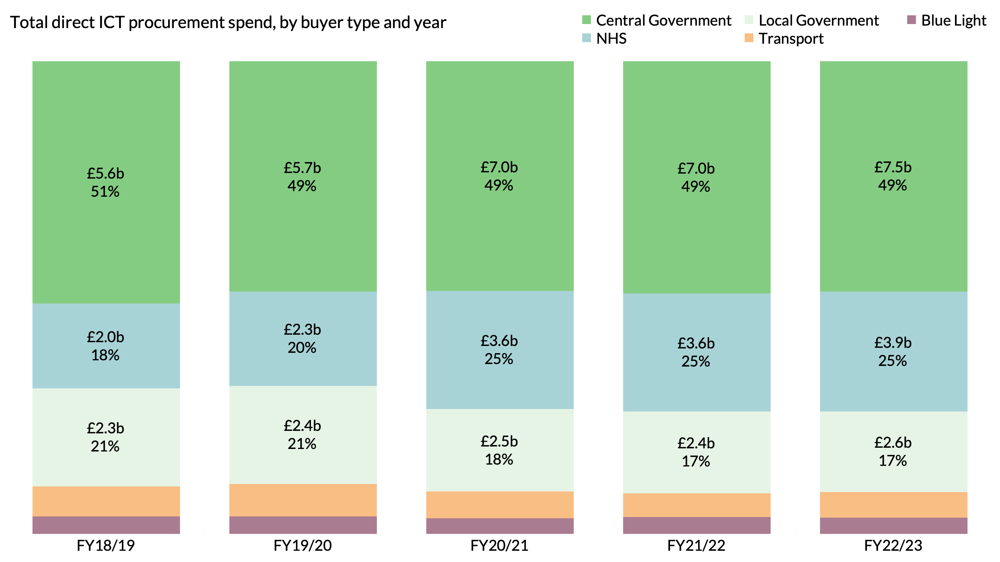 Total direct ICT procurement spend, by buyer type and year
Central Government
Local Government
Blue Light
NHS
Transport
£5.6b
51%
£2.0b
18%
£2.3b
21%
£5.7b
49%
£2.3b
20%
£2.4b
21%
£7.0b
49%
£3.6b
25%
£2.5b
18%
£7.0b
49%
£3.6b
25%
£2.4b
17%
£7.5b
49%
£3.9b
25%
£2.6b
17%
FY18/19
FY19/20
FY20/21
FY21/22
FY22/23